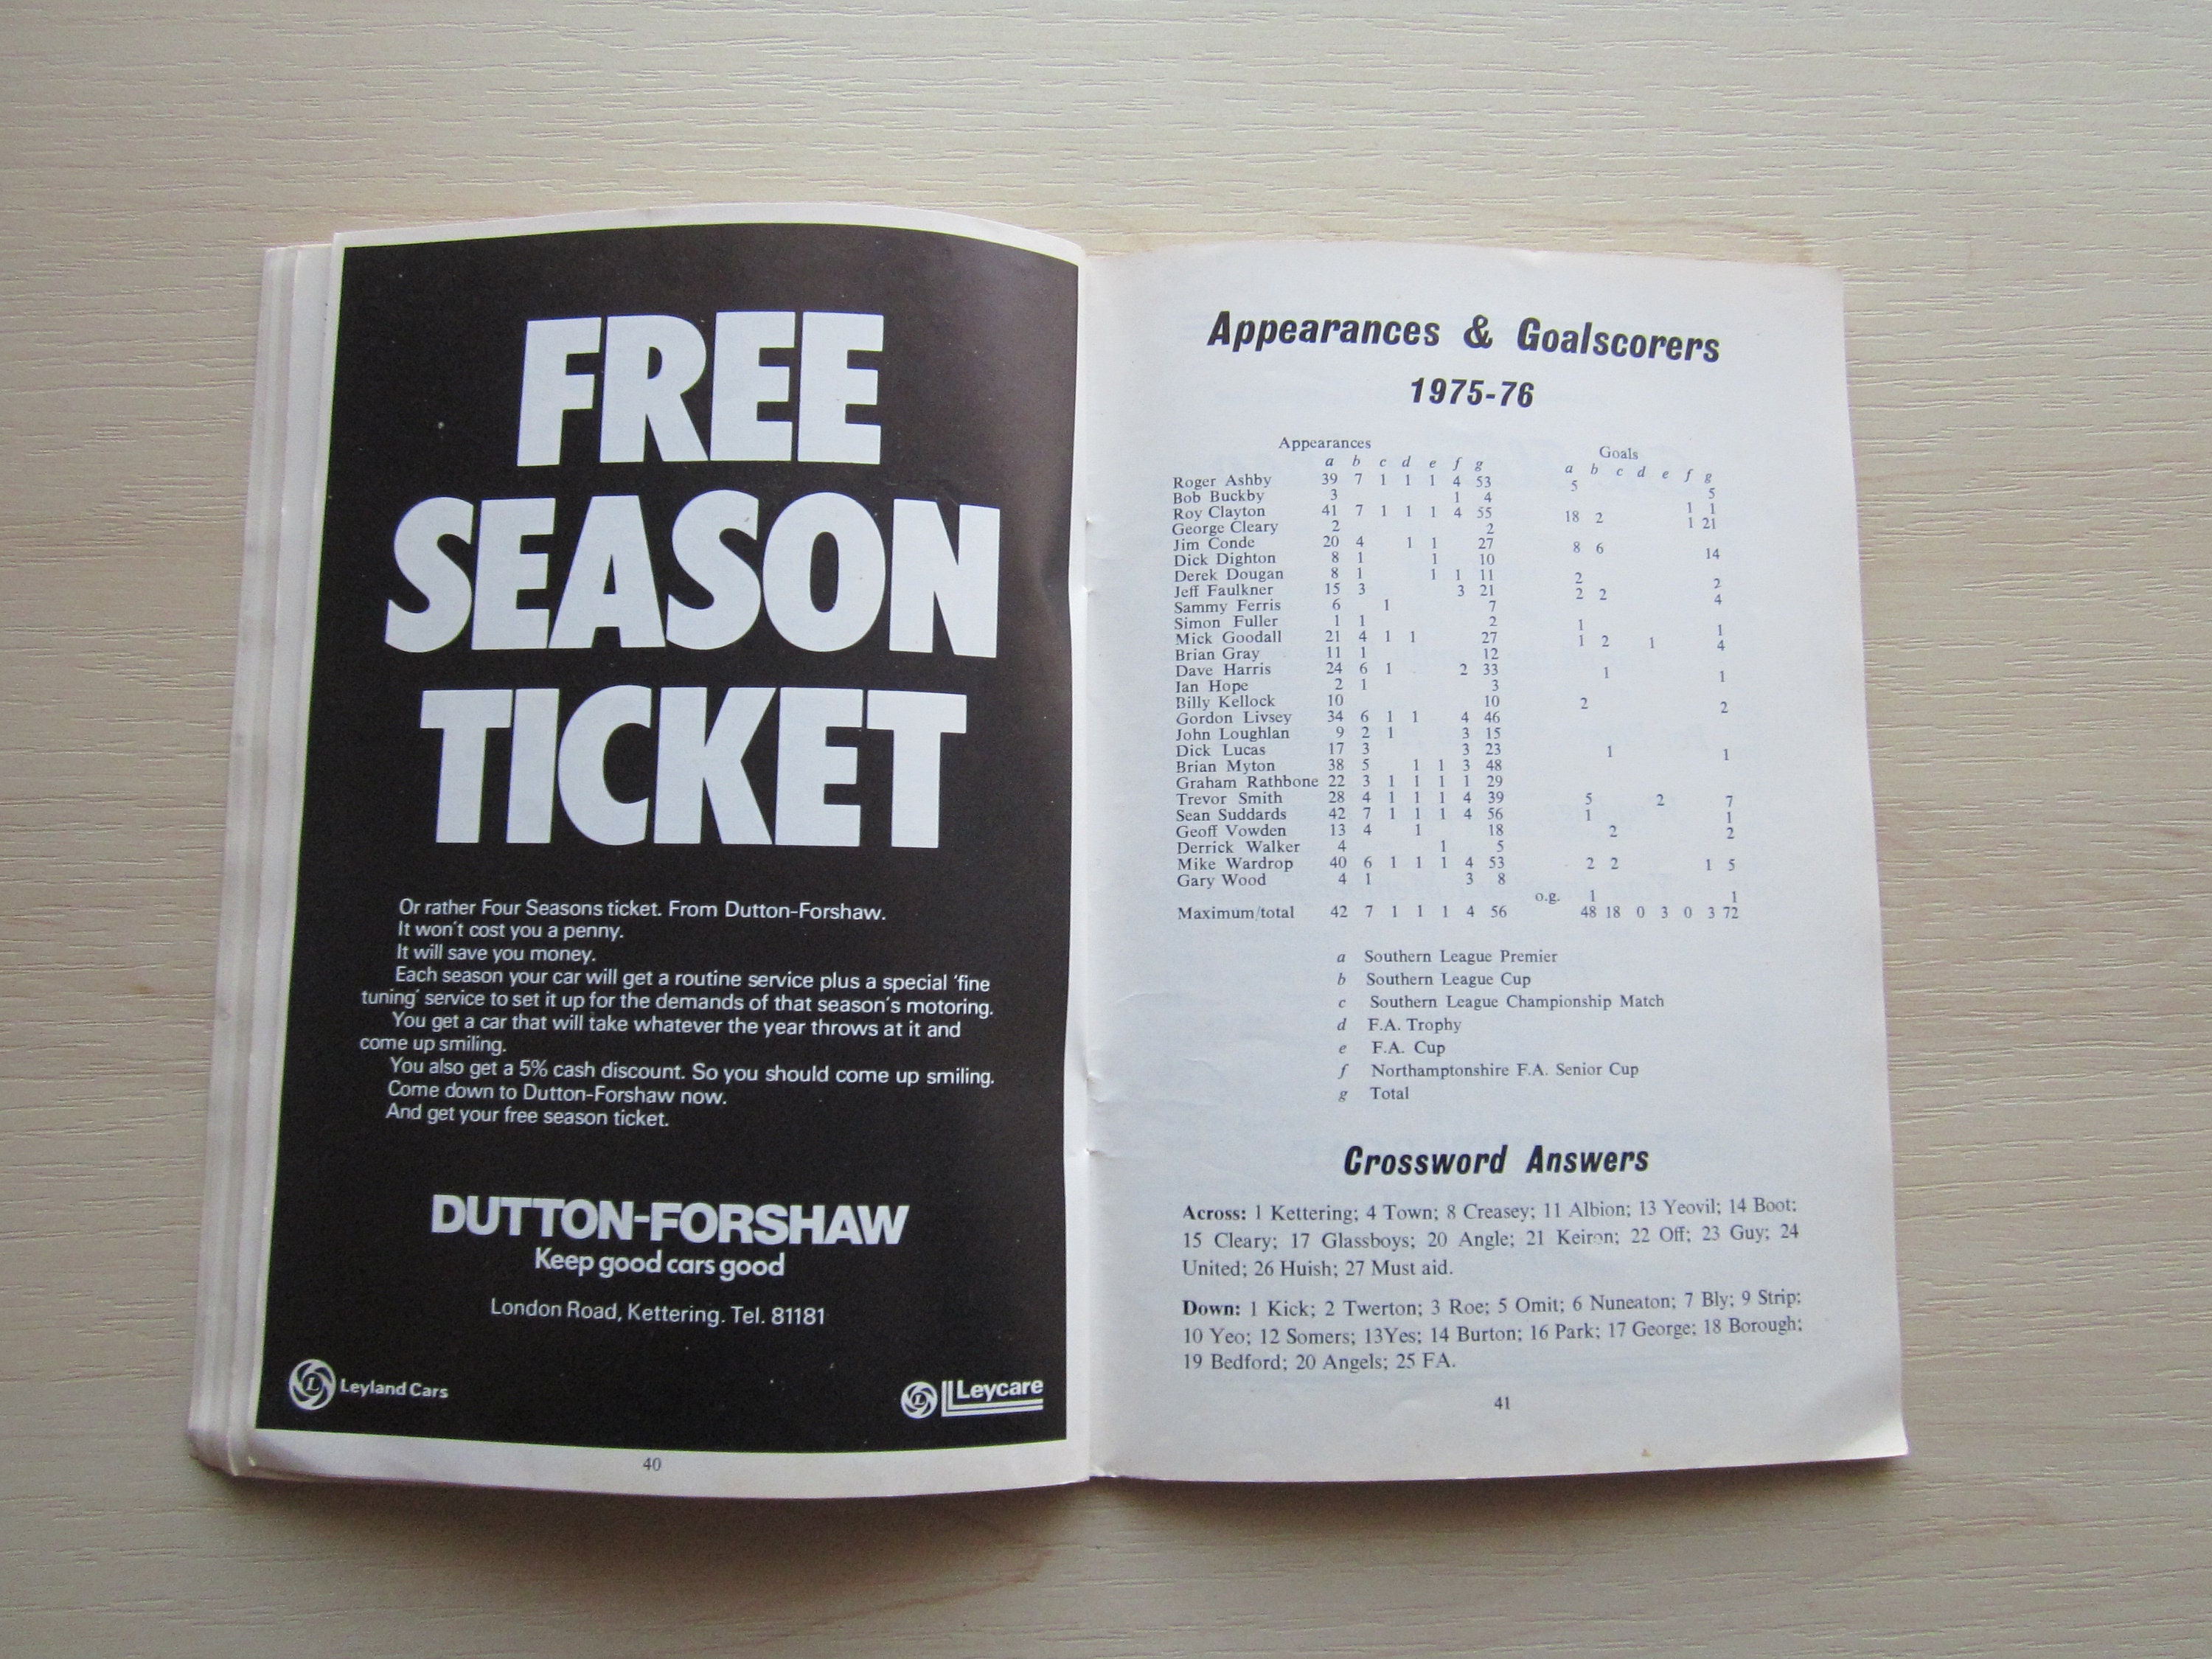 FREE
SEASON
TICKET
Or rather Four Seasons ticket. From Dutton-Forshaw.
It won't cost you a penny.
It will save you money.
Each season your car will get a routine service plus a special 'fine
tuning' service to set it up for the demands of that season's motoring.
You get a car that will take whatever the year throws at it and
come up smiling.
You also get a 5% cash discount. So you should come up smiling.
Come down to Dutton-Forshaw now.
And get your free season ticket.
DUTTON-FORSHAW
Keep good cars good
London Road, Kettering. Tel. 81181
L Leyland Cars
L Leycare
40
Appearances & Goalscorers
1975-76
Appearances Goals
a b c d e f g a b c d e f g
Roger Ashby 39 7 1 1 1 4 53 5 5
Bob Buckby 3 1 4 1 1
Roy Clayton 41 7 1 1 1 4 55 18 2 1 21
George Cleary 2 2
Jim Conde 20 4 1 1 27 8 6 14
Dick Dighton 8 1 1 10
Derek Dougan 8 1 1 1 11 2 2
Jeff Faulkner 15 3 3 21 2 2 4
Sammy Ferris 6 1 7
Simon Fuller 1 1 2 1 1
Mick Goodall 21 4 1 1 27 1 2 1 4
Brian Gray 11 1 12
Dave Harris 24 6 1 2 33 1 1
Ian Hope 2 1 3
Billy Kellock 10 10 2 2
Gordon Livsey 34 6 1 1 4 46
John Loughlan 9 2 1 3 15
Dick Lucas 17 3 3 23 1 1
Brian Myton 38 5 1 1 3 48
Graham Rathbone 22 3 1 1 1 1 29
Trevor Smith 28 4 1 1 1 4 39 5 2 7
Sean Suddards 42 7 1 1 1 4 56 1 1
Geoff Vowden 13 4 1 18 2 2
Derrick Walker 4 1 5
Mike Wardrop 40 6 1 1 1 4 53 2 2 1 5
Gary Wood 4 1 3 8
o.g. 1 1
Maximum/total 42 7 1 1 1 4 56 48 18 0 3 0 3 72
a Southern League Premier
b Southern League Cup
c Southern League Championship Match
d F.A. Trophy
e F.A. Cup
f Northamptonshire F.A. Senior Cup
g Total
Crossword Answers
Across: 1 Kettering; 4 Town; 8 Creasey; 11 Albion; 13 Yeovil; 14 Boot;
15 Cleary; 17 Glassboys; 20 Angle; 21 Keiron; 22 Off; 23 Guy; 24
United; 26 Huish; 27 Must aid.
Down: 1 Kick; 2 Twerton; 3 Roe; 5 Omit; 6 Nuneaton; 7 Bly; 9 Strip;
10 Yeo; 12 Somers; 13Yes; 14 Burton; 16 Park; 17 George; 18 Borough;
19 Bedford; 20 Angels; 25 FA.
41